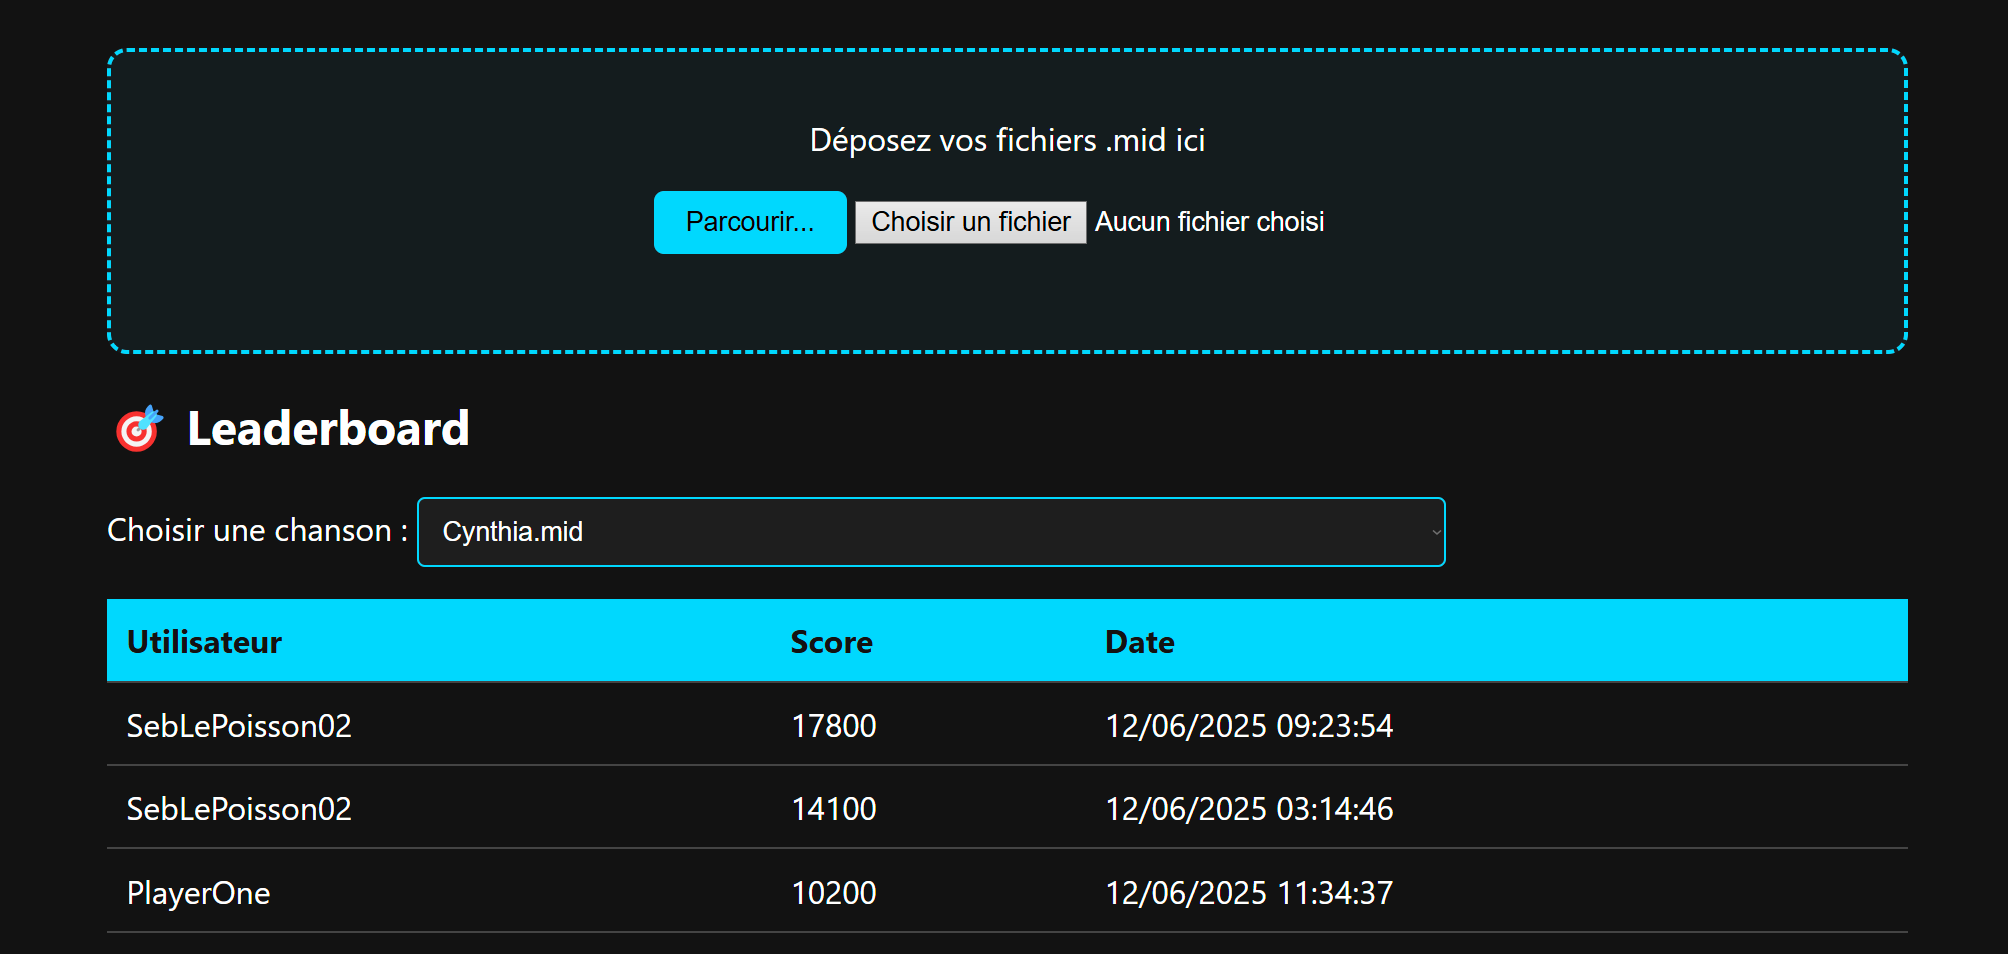 Déposez vos fichiers .mid ici
Parcourir... Choisir un fichier Aucun fichier choisi
Leaderboard
Choisir une chanson : Cynthia.mid
Utilisateur Score Date
SebLePoisson02 17800 12/06/2025 09:23:54
SebLePoisson02 14100 12/06/2025 03:14:46
PlayerOne 10200 12/06/2025 11:34:37